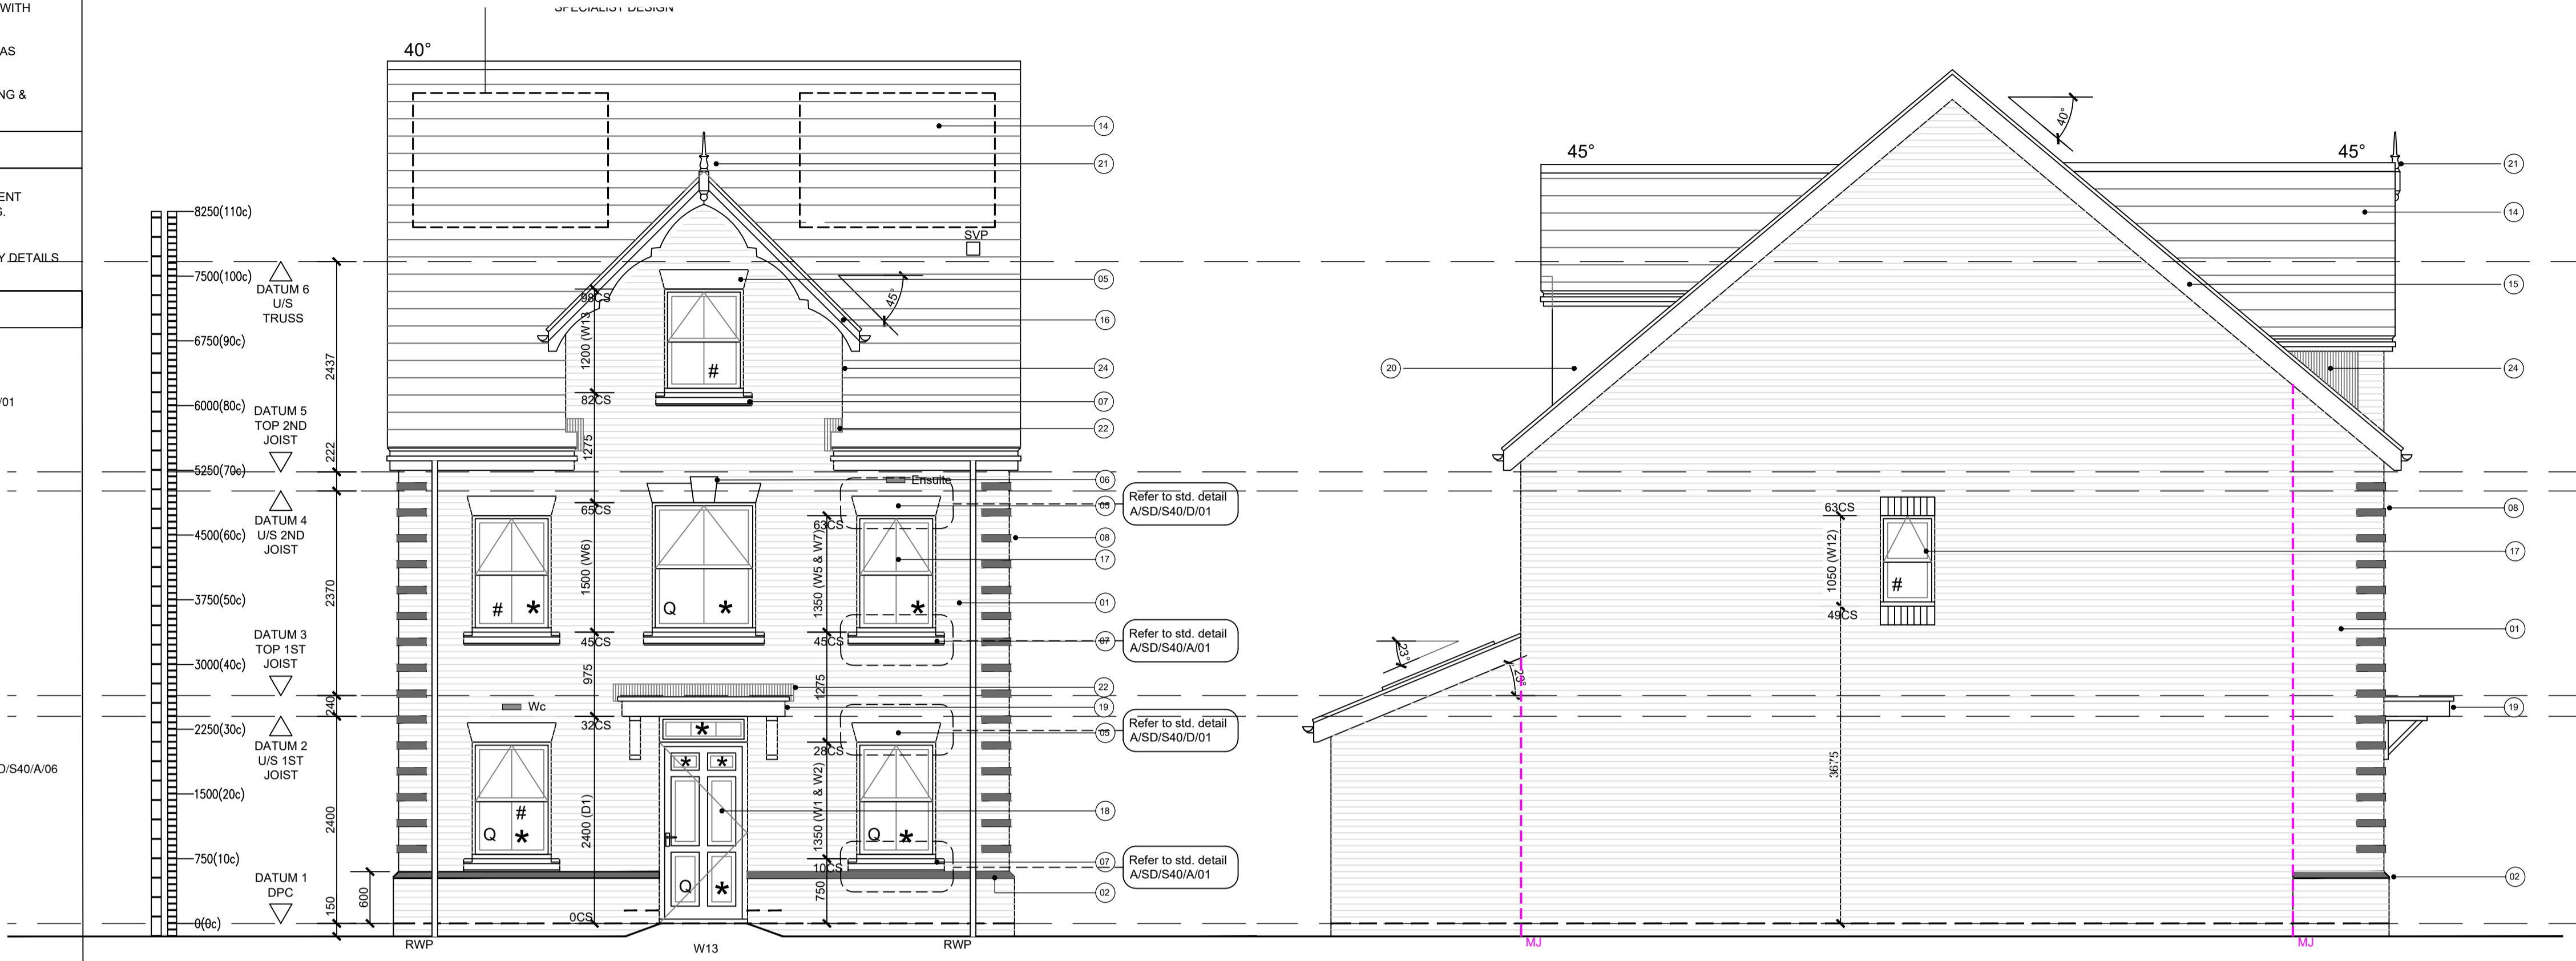 WITH
AS
NG &
ENT
G.
Y DETAILS
/01
D/S40/A/06
SPECIALIST DESIGN
40°
8250(110c)
7500(100c)
6750(90c)
6000(80c)
5250(70c)
4500(60c)
3750(50c)
3000(40c)
2250(30c)
1500(20c)
750(10c)
0(0c)
DATUM 6
U/S
TRUSS
DATUM 5
TOP 2ND
JOIST
DATUM 4
U/S 2ND
JOIST
DATUM 3
TOP 1ST
JOIST
DATUM 2
U/S 1ST
JOIST
DATUM 1
DPC
2437
222
2370
240
2400
150
600
SVP
45°
98CS
1200 (W13
82CS
1275
65CS
1500 (W6)
45CS
975
32CS
2400 (D1)
0CS
#
# *
Q *
*
Ensuite
63CS
1350 (W5 & W7)
45CS
1275
28CS
1350 (W1 & W2)
10CS
750
Wc
*
* *
#
Q *
Q *
Q *
RWP
W13
RWP
14
21
05
16
24
07
22
06
05
Refer to std. detail
A/SD/S40/D/01
08
17
01
07
Refer to std. detail
A/SD/S40/A/01
22
19
05
Refer to std. detail
A/SD/S40/D/01
18
07
Refer to std. detail
A/SD/S40/A/01
02
45°
40°
45°
20
63CS
1050 (W12)
#
49CS
3675
23°
23°
MJ
MJ
21
14
15
24
08
17
01
19
02